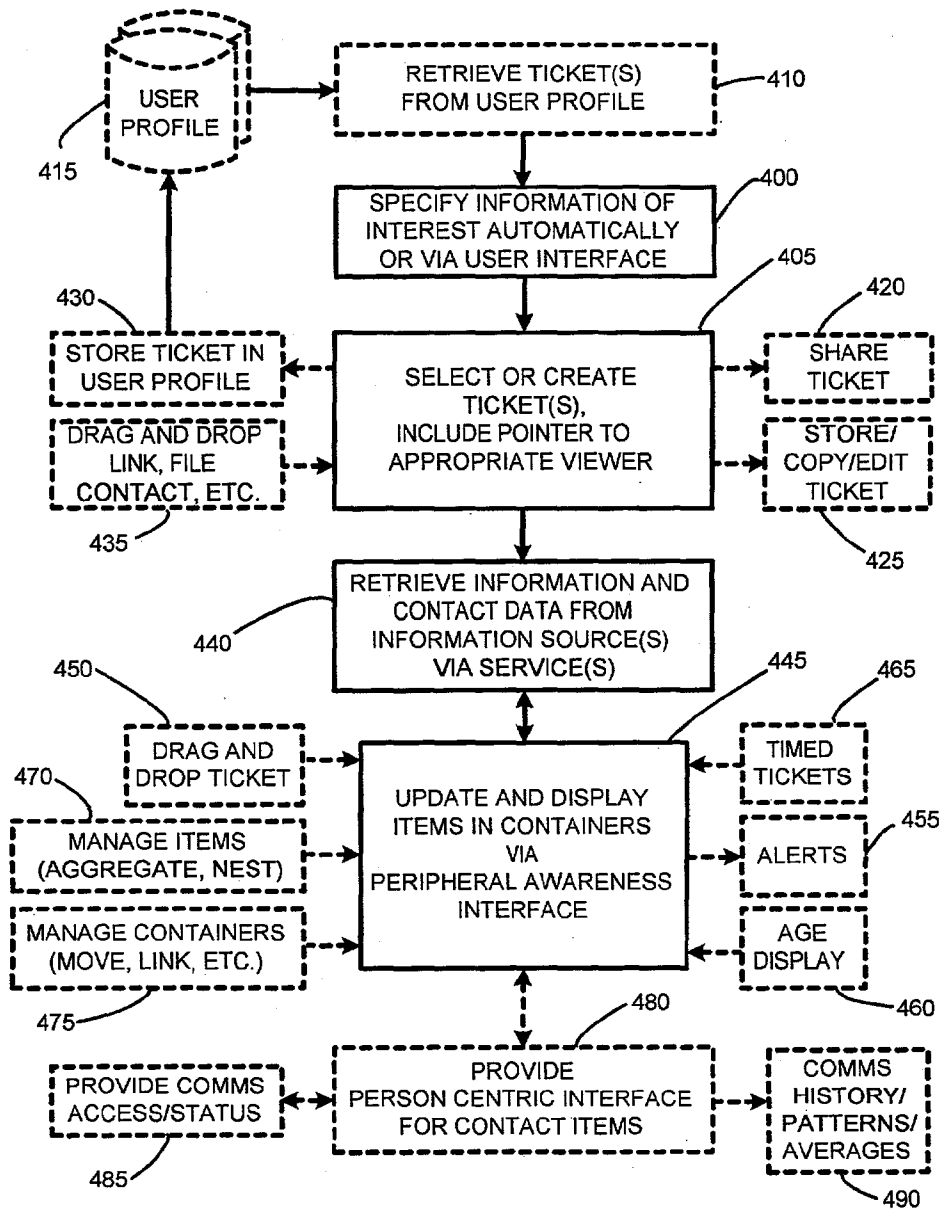 USER
PROFILE
415
RETRIEVE TICKET(S)
FROM USER PROFILE
410
400
SPECIFY INFORMATION OF
INTEREST AUTOMATICALLY
OR VIA USER INTERFACE
405
430
STORE TICKET IN
USER PROFILE
SELECT OR CREATE
TICKET(S),
INCLUDE POINTER TO
APPROPRIATE VIEWER
420
SHARE
TICKET
DRAG AND DROP
LINK, FILE
CONTACT, ETC.
435
STORE/
COPY/EDIT
TICKET
425
440
RETRIEVE INFORMATION AND
CONTACT DATA FROM
INFORMATION SOURCE(S)
VIA SERVICE(S)
445
450
DRAG AND
DROP TICKET
465
TIMED
TICKETS
470
MANAGE ITEMS
(AGGREGATE, NEST)
UPDATE AND DISPLAY
ITEMS IN CONTAINERS
VIA
PERIPHERAL AWARENESS
INTERFACE
455
ALERTS
MANAGE CONTAINERS
(MOVE, LINK, ETC.)
475
AGE
DISPLAY
460
480
PROVIDE COMMS
ACCESS/STATUS
485
PROVIDE
PERSON CENTRIC INTERFACE
FOR CONTACT ITEMS
COMMS
HISTORY/
PATTERNS/
AVERAGES
490